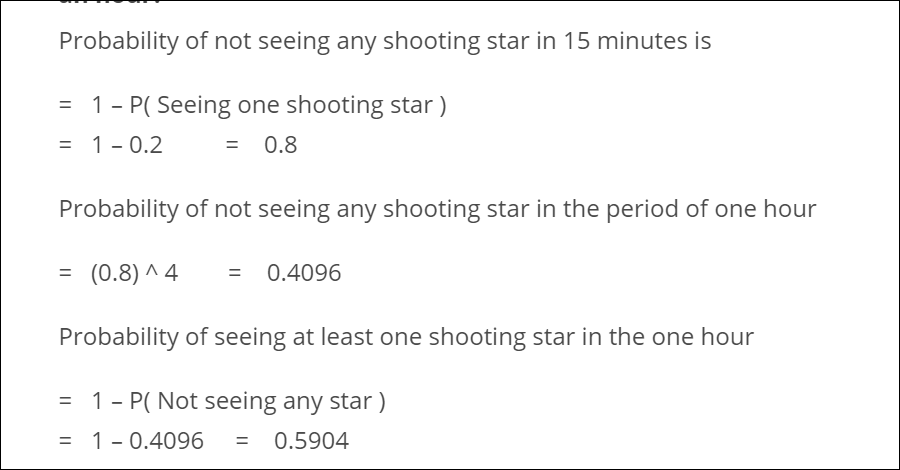 Probability of not seeing any shooting star in 15 minutes is
= 1 – P( Seeing one shooting star )
= 1 – 0.2 = 0.8
Probability of not seeing any shooting star in the period of one hour
= (0.8) ^ 4 = 0.4096
Probability of seeing at least one shooting star in the one hour
= 1 – P( Not seeing any star )
= 1 – 0.4096 = 0.5904